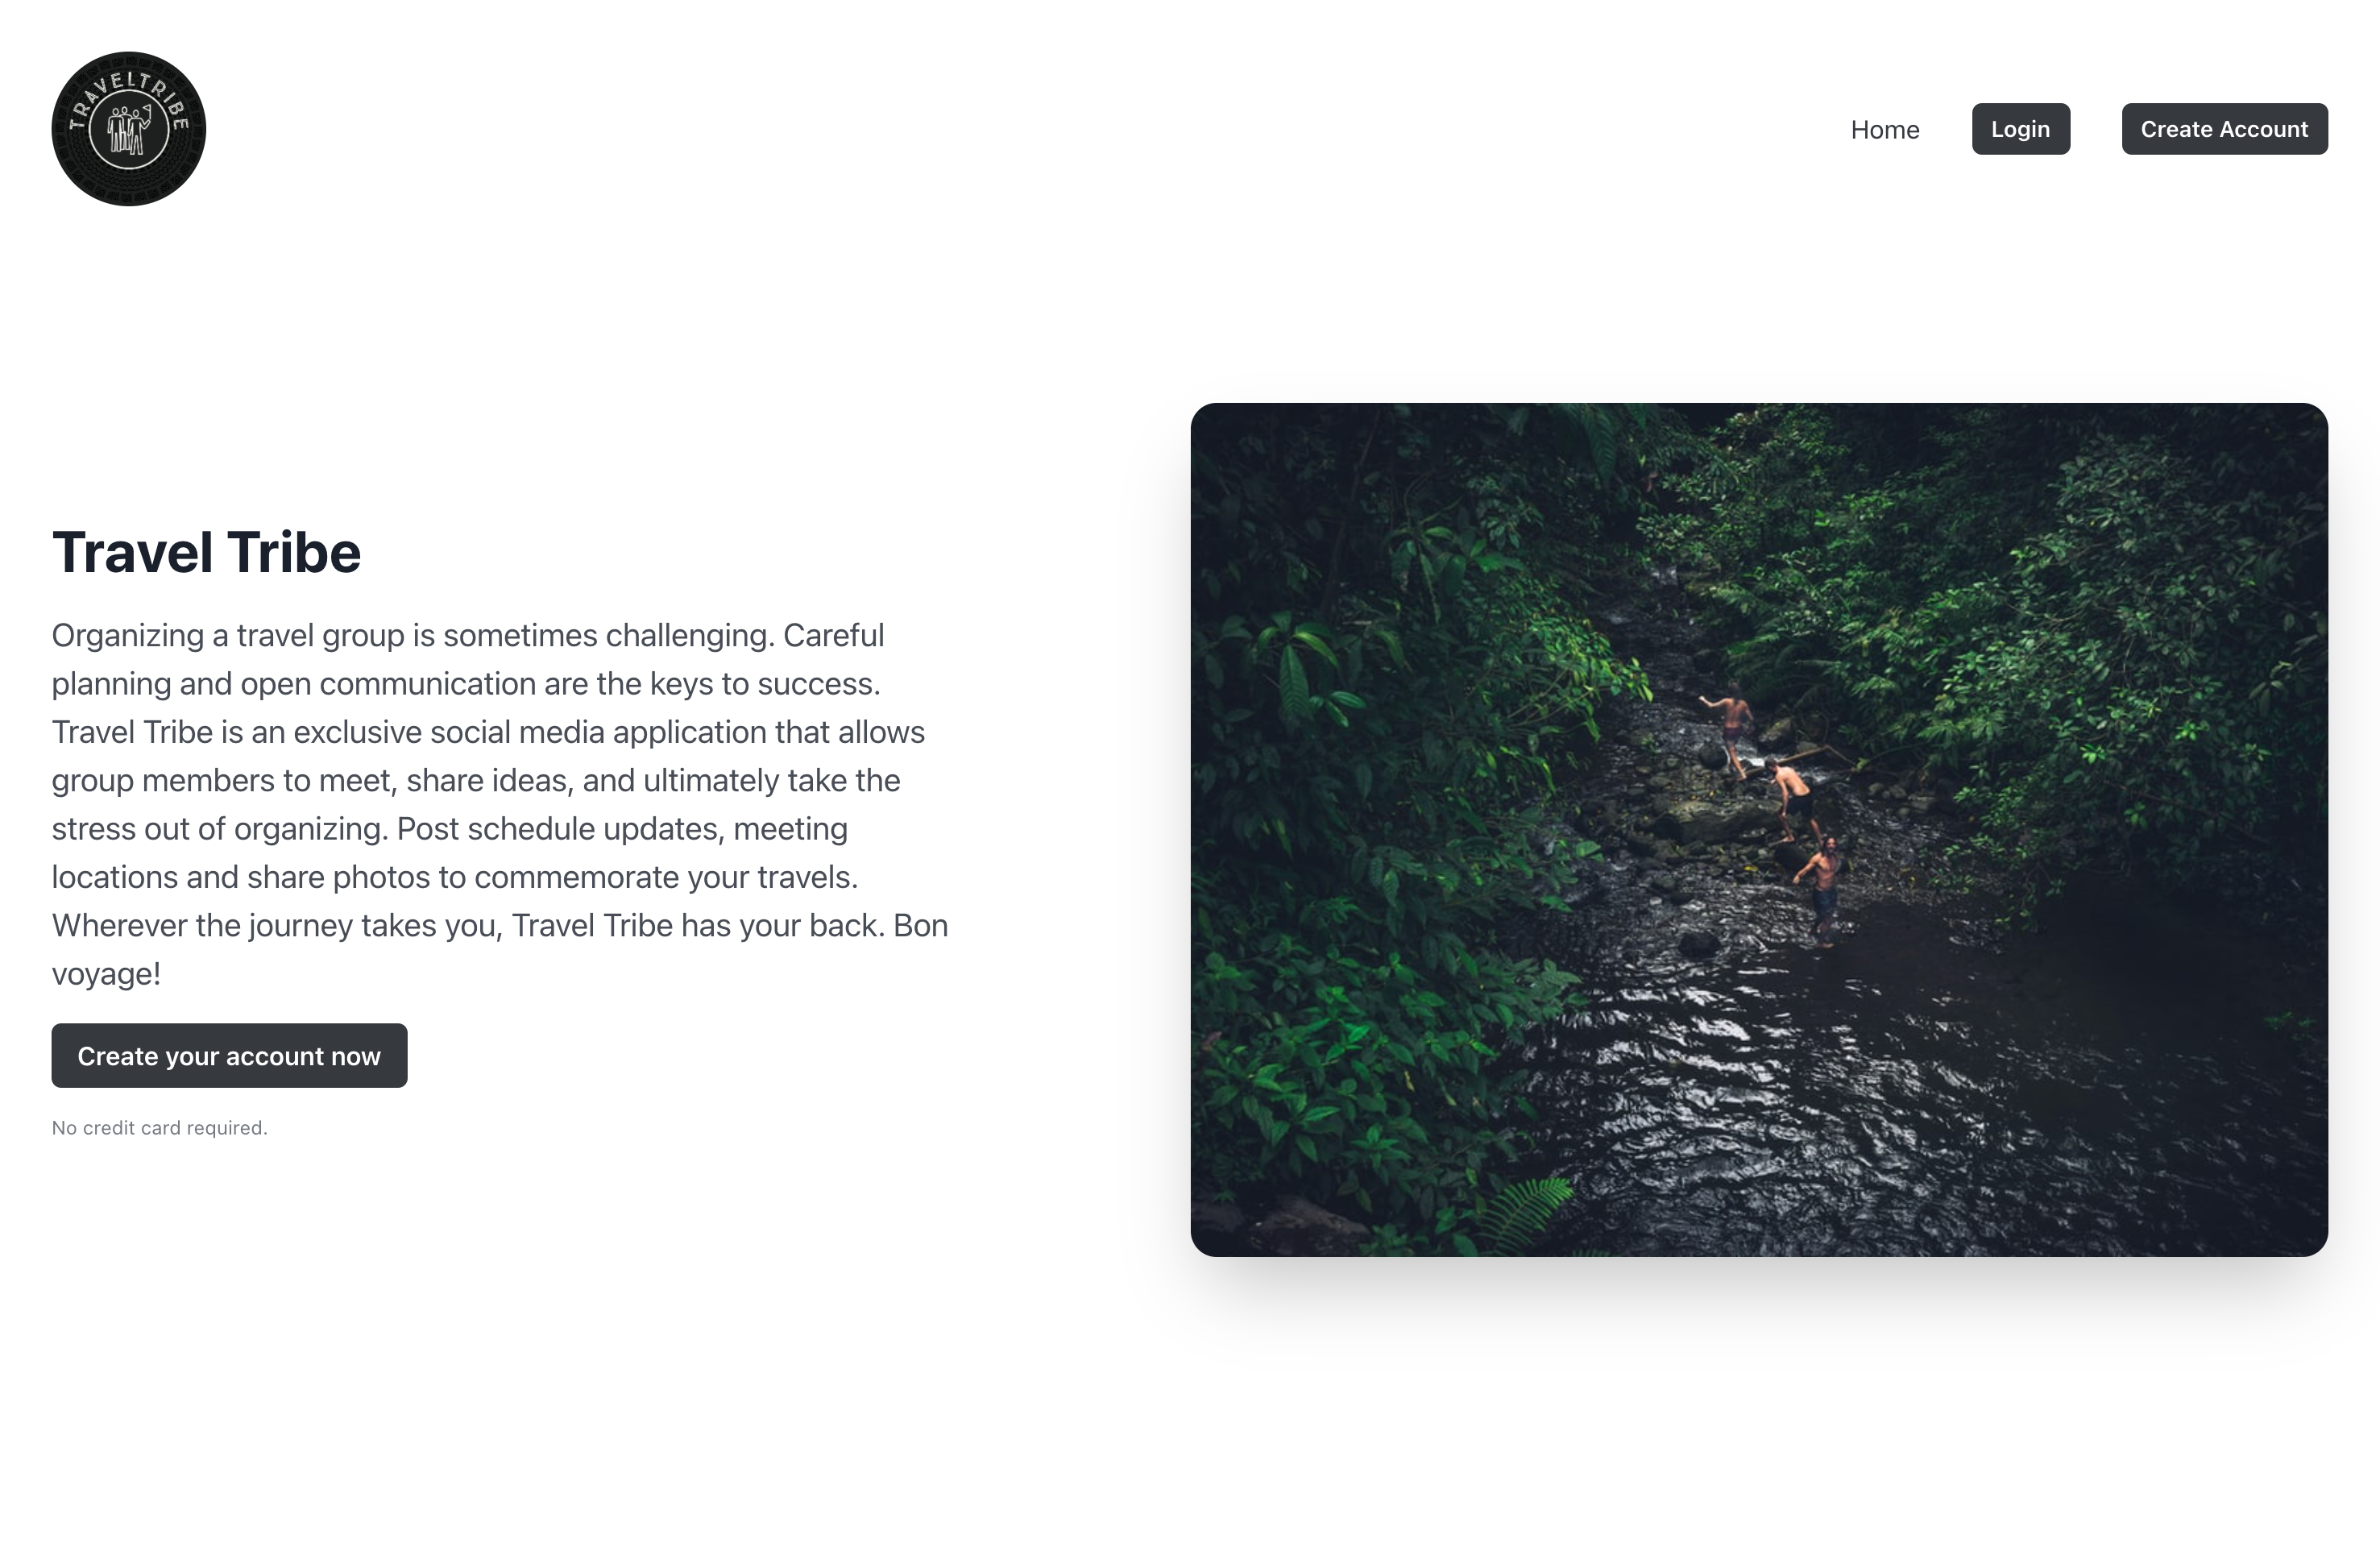 TRAVELTRIBE
Home
Login
Create Account
Travel Tribe
Organizing a travel group is sometimes challenging. Careful
planning and open communication are the keys to success.
Travel Tribe is an exclusive social media application that allows
group members to meet, share ideas, and ultimately take the
stress out of organizing. Post schedule updates, meeting
locations and share photos to commemorate your travels.
Wherever the journey takes you, Travel Tribe has your back. Bon
voyage!
Create your account now
No credit card required.